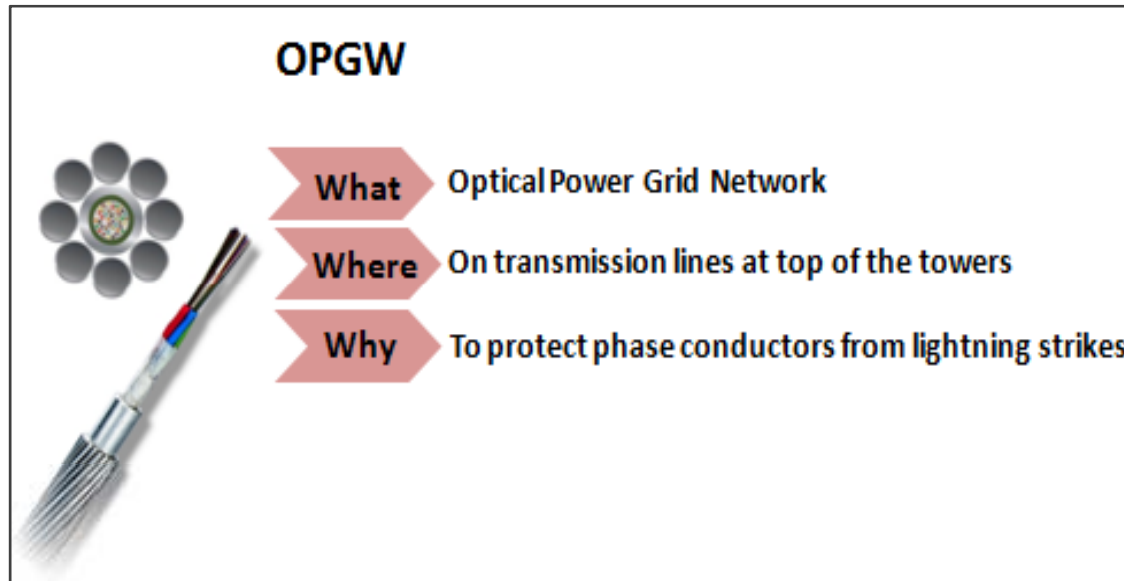 OPGW
What Optical Power Grid Network
Where On transmission lines at top of the towers
Why To protect phase conductors from lightning strikes